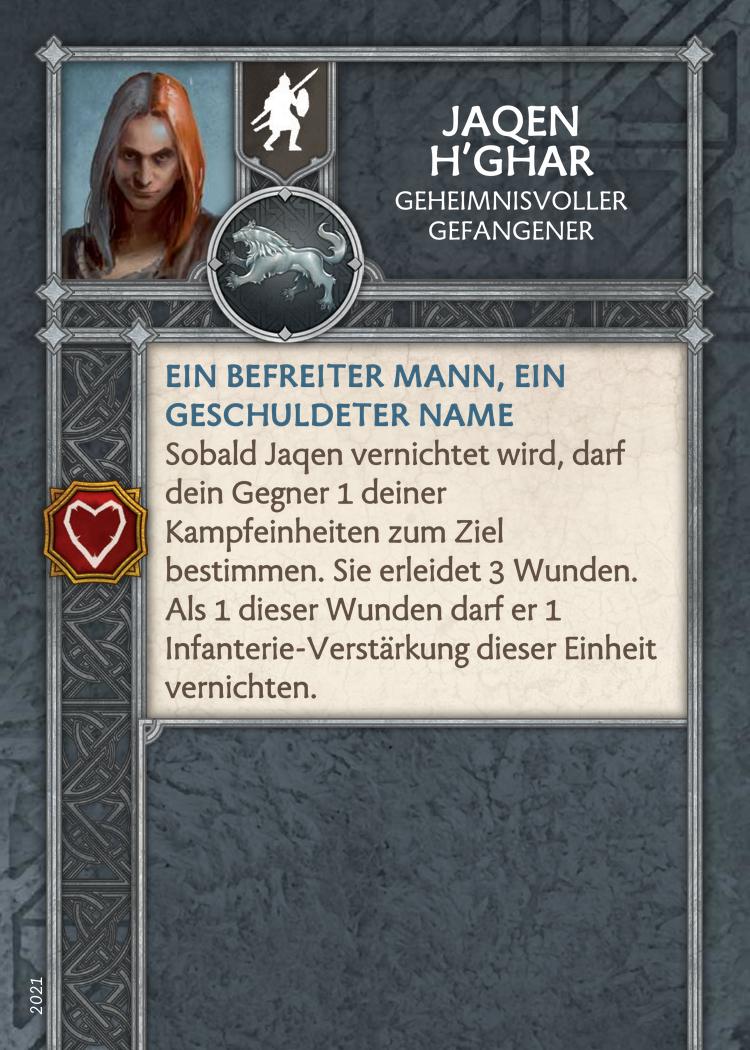 JAQEN
H'GHAR
GEHEIMNISVOLLER
GEFANGENER
EIN BEFREITER MANN, EIN
GESCHULDETER NAME
Sobald Jaqen vernichtet wird, darf
dein Gegner 1 deiner
Kampfeinheiten zum Ziel
bestimmen. Sie erleidet 3 Wunden.
Als 1 dieser Wunden darf er 1
Infanterie-Verstärkung dieser Einheit
vernichten.
2021